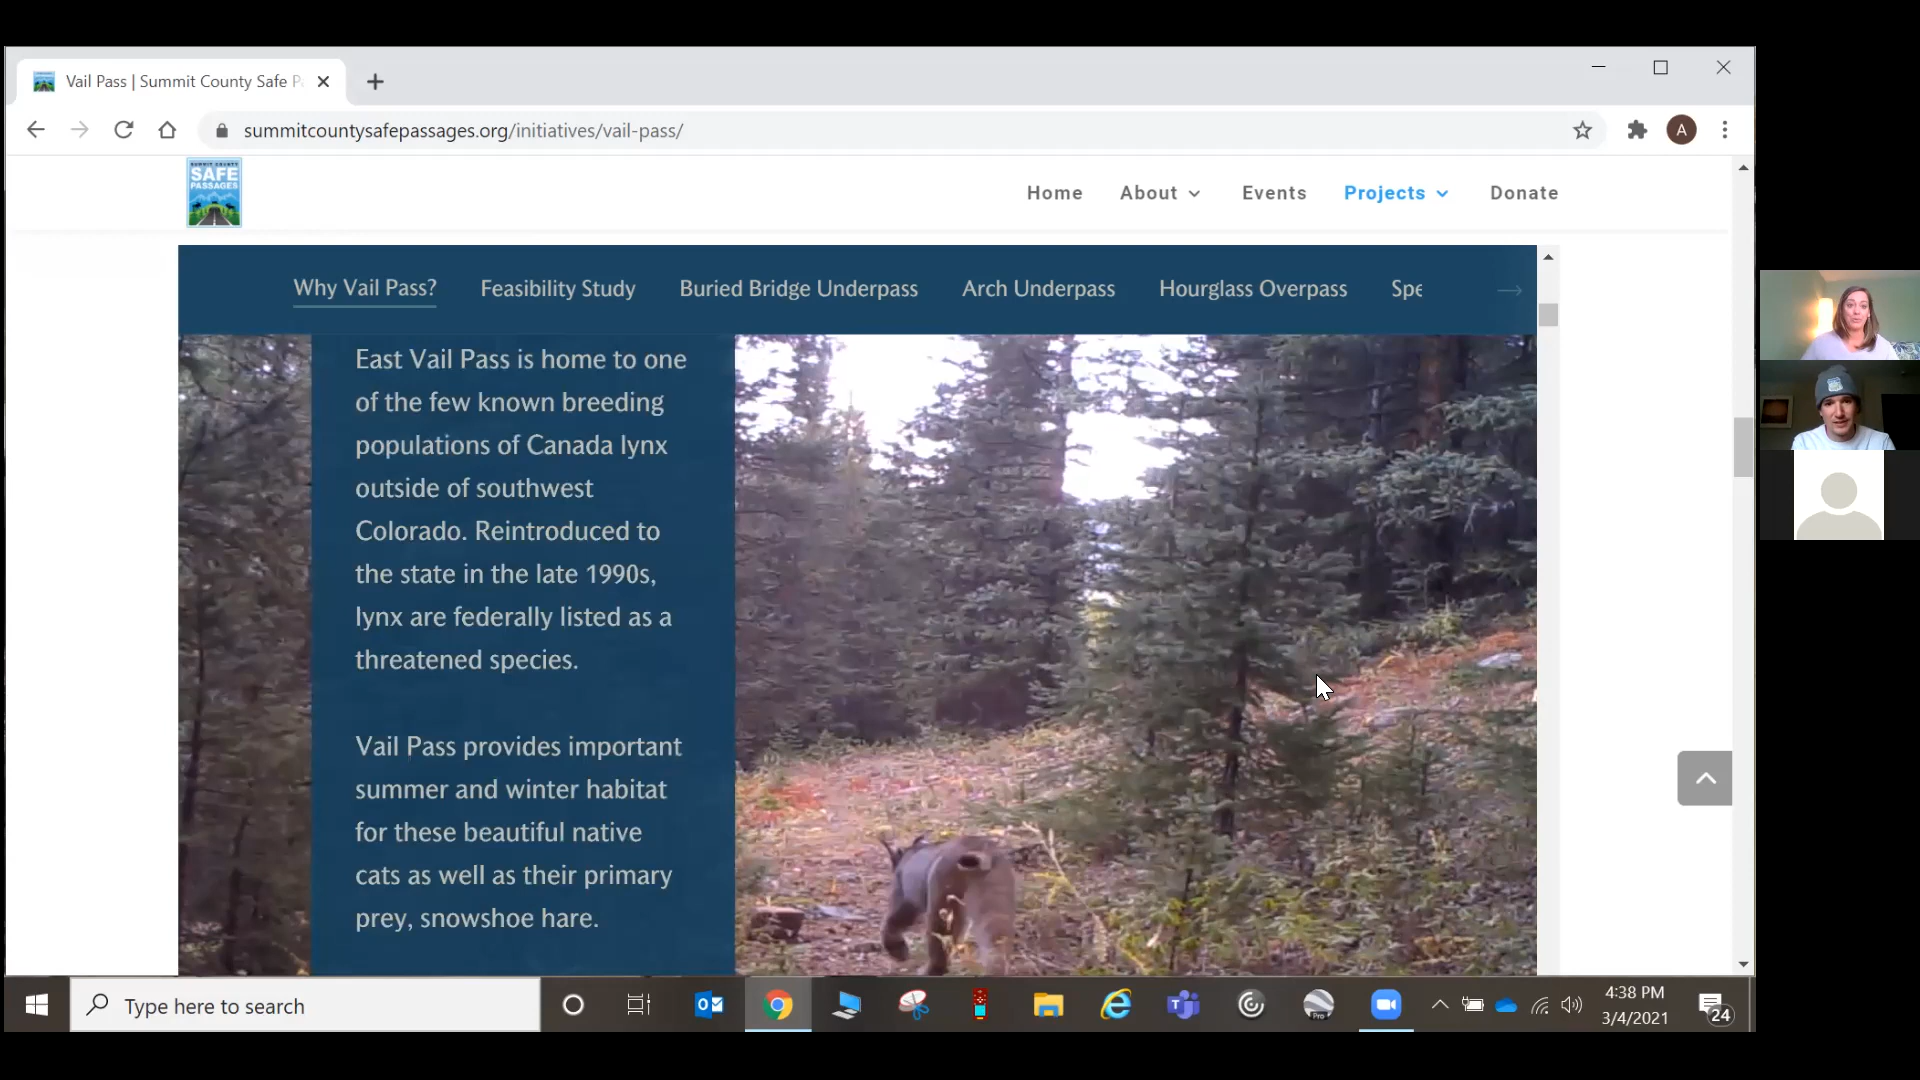 Vail Pass | Summit County Safe P
summitcountysafepassages.org/initiatives/vail-pass/
A
SUMMIT COUNTY
SAFE
PASSAGES
Home
About
Events
Projects
Donate
Why Vail Pass?
Feasibility Study
Buried Bridge Underpass
Arch Underpass
Hourglass Overpass
Spe
East Vail Pass is home to one
of the few known breeding
populations of Canada lynx
outside of southwest
Colorado. Reintroduced to
the state in the late 1990s,
lynx are federally listed as a
threatened species.
Vail Pass provides important
summer and winter habitat
for these beautiful native
cats as well as their primary
prey, snowshoe hare.
Type here to search
Pro
4:38 PM
3/4/2021
24